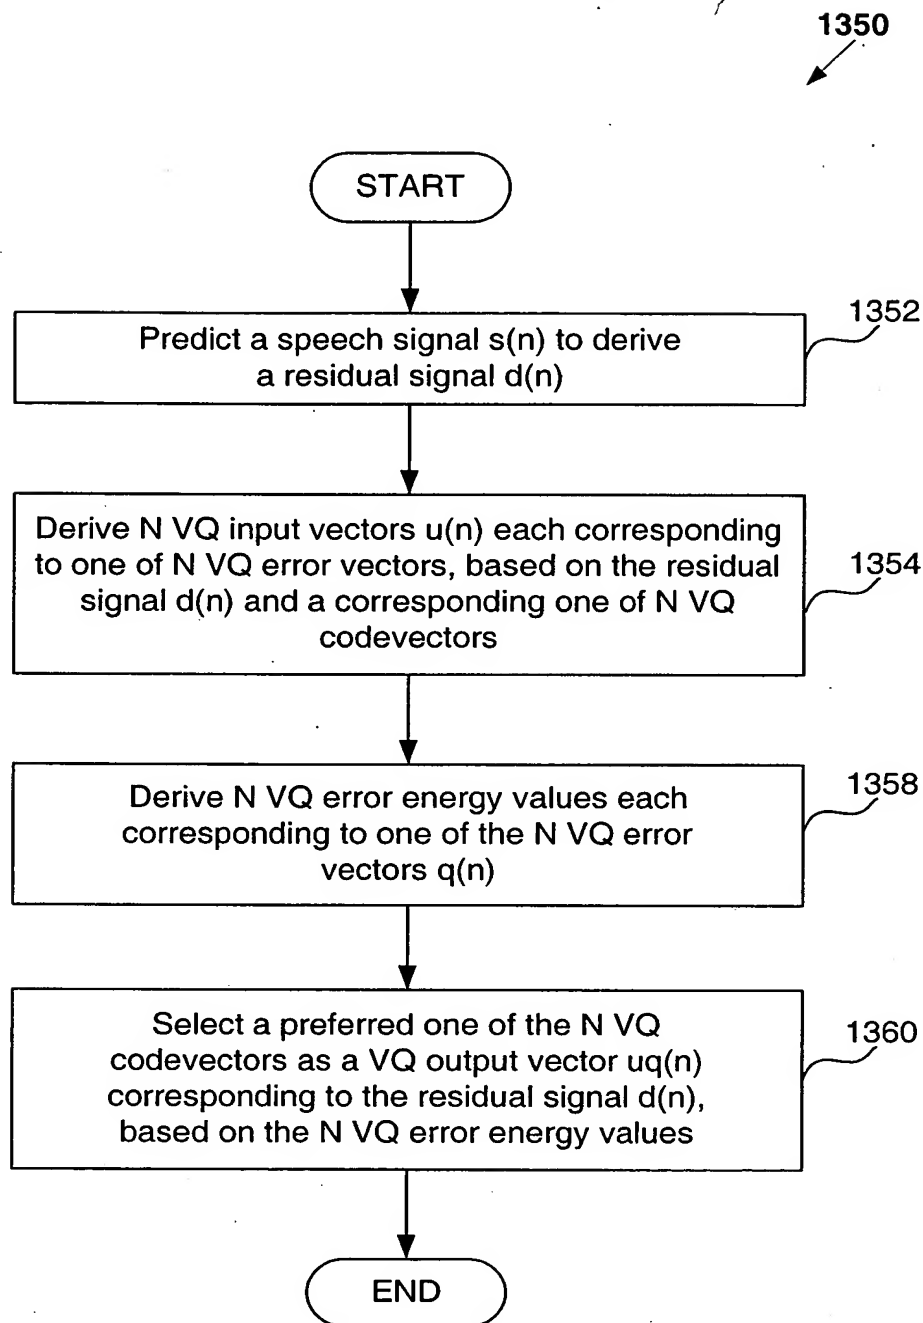 1350
START
1352
Predict a speech signal s(n) to derive
a residual signal d(n)
Derive N VQ input vectors u(n) each corresponding
to one of N VQ error vectors, based on the residual
signal d(n) and a corresponding one of N VQ
codevectors
1354
1358
Derive N VQ error energy values each
corresponding to one of the N VQ error
vectors q(n)
Select a preferred one of the N VQ
codevectors as a VQ output vector uq(n)
corresponding to the residual signal d(n),
based on the N VQ error energy values
1360
END